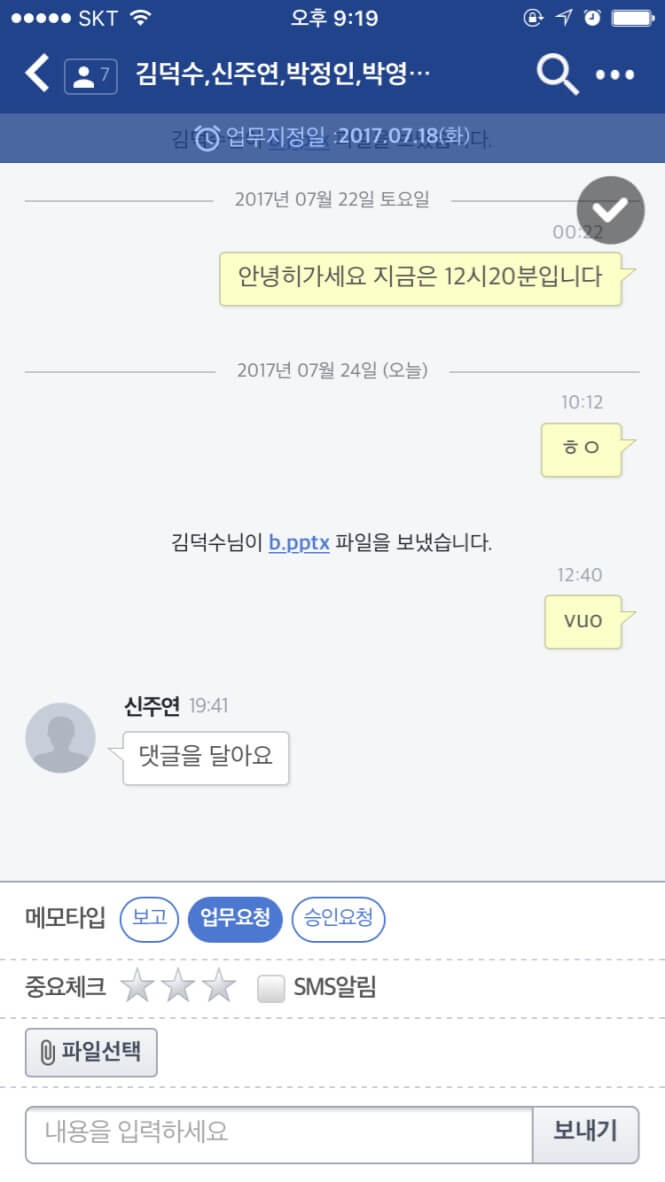 SKT 오후 9:19
7 김덕수,신주연,박정인,박영...
업무지정일 :2017.07.18(화)
2017년 07월 22일 토요일
00:22
안녕히가세요 지금은 12시20분입니다
2017년 07월 24일 (오늘)
10:12
ㅎㅇ
김덕수님이 b.pptx 파일을 보냈습니다.
12:40
vuo
신주연 19:41
댓글을 달아요
메모타입 보고 업무요청 승인요청
중요체크 SMS알림
파일선택
내용을 입력하세요 보내기